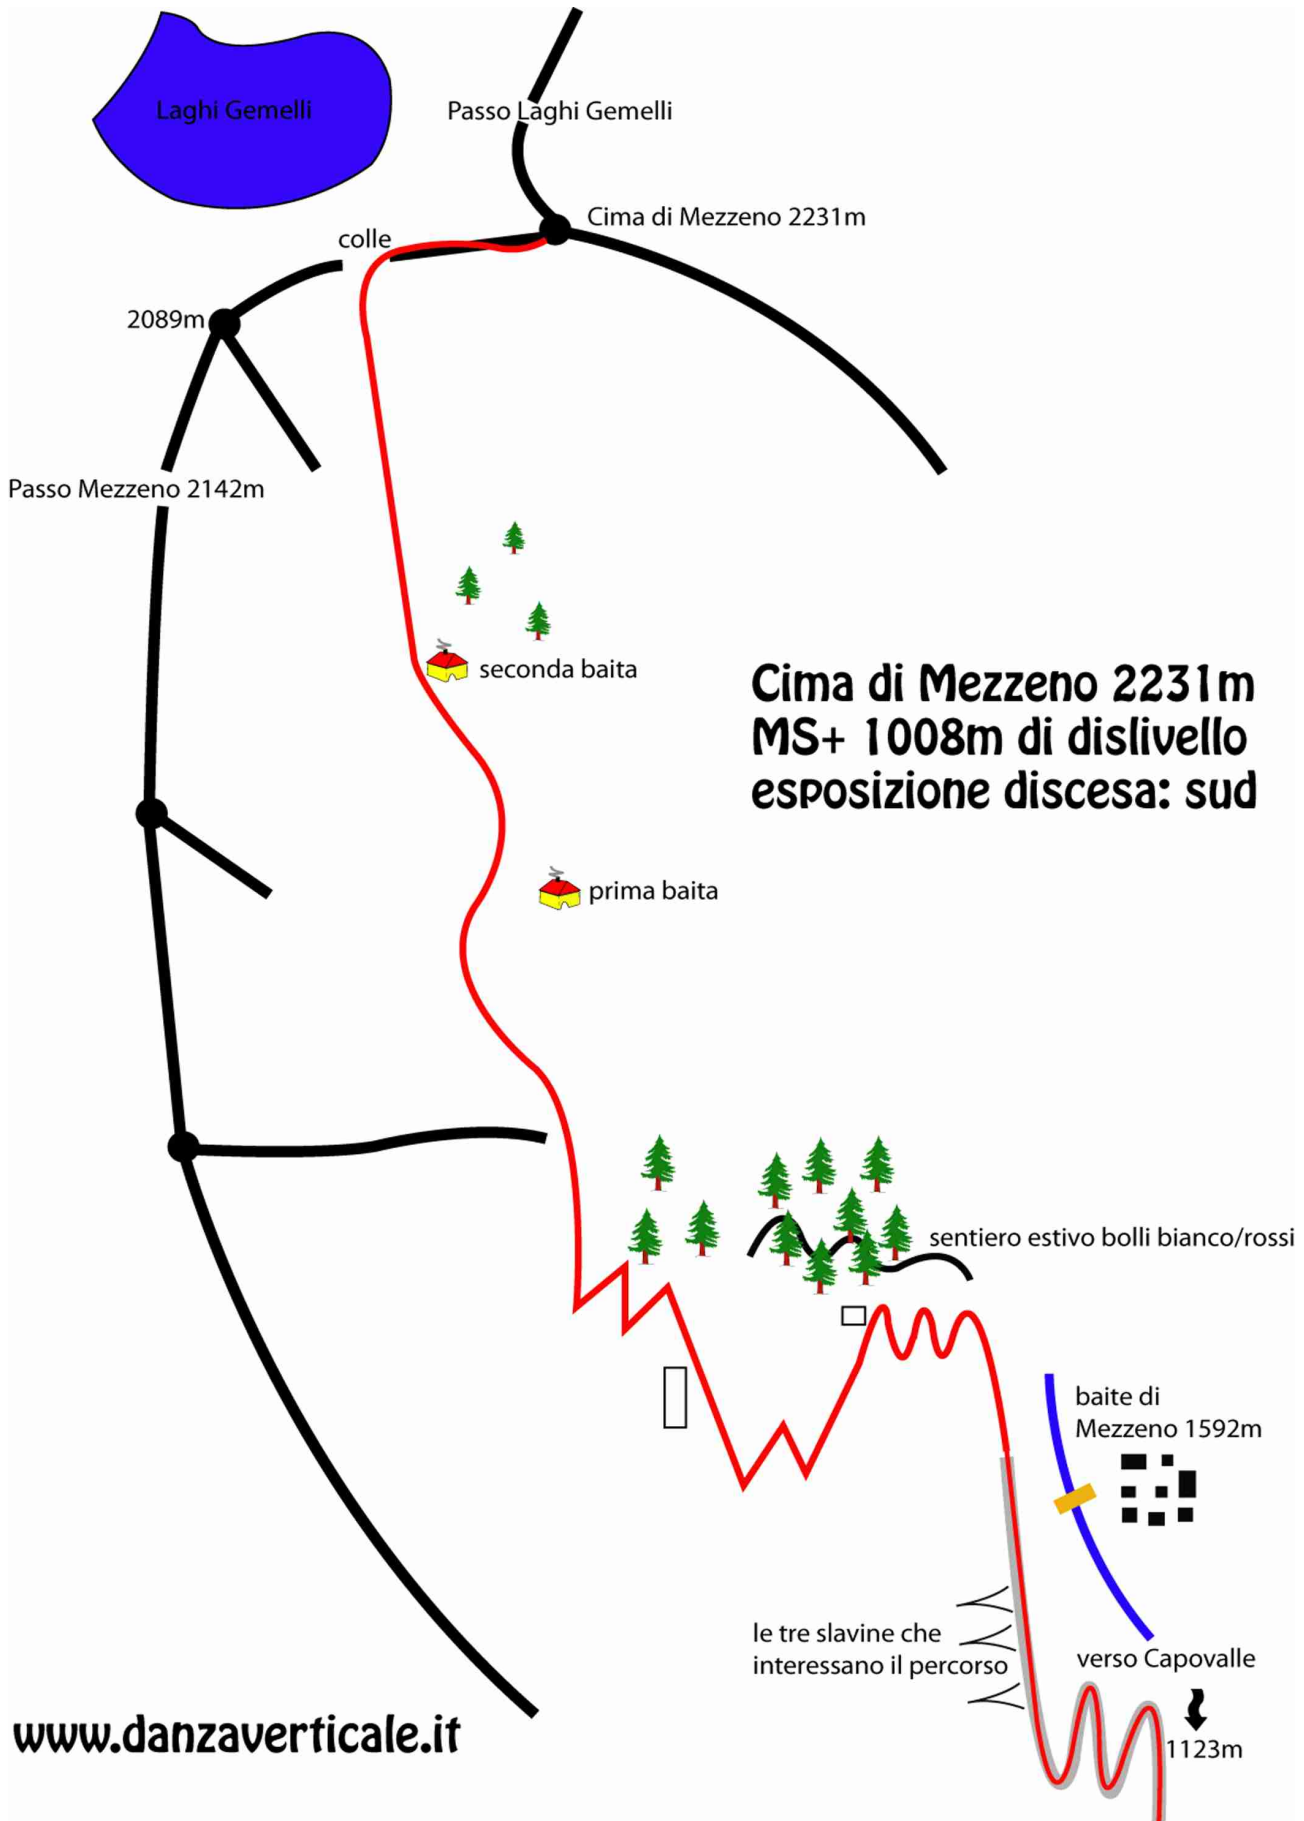 Laghi Gemelli
Passo Laghi Gemelli
Cima di Mezzeno 2231m
colle
2089m
Passo Mezzeno 2142m
seconda baita
Cima di Mezzeno 2231m
MS+ 1008m di dislivello
esposizione discesa: sud
prima baita
sentiero estivo bolli bianco/rossi
baite di
Mezzeno 1592m
le tre slavine che
interessano il percorso
verso Capovalle
1123m
www.danzaverticale.it